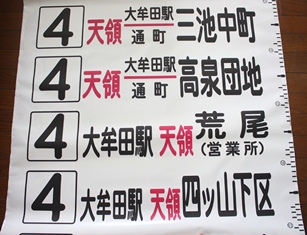 4 天領 大牟田駅 通町 三池中町
4 天領 大牟田駅 通町 高泉団地
4 大牟田駅 天領 荒尾 (営業所)
4 大牟田駅 天領 四ッ山下区